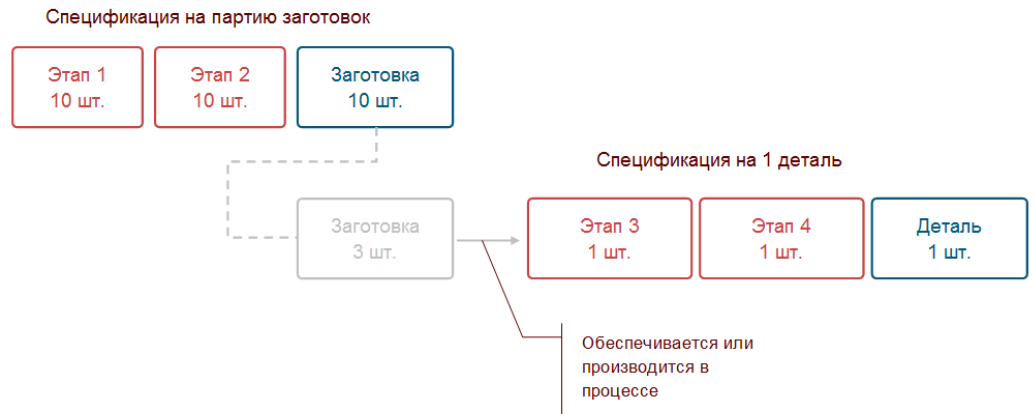 Спецификация на партию заготовок
Этап 1
10 шт.
Этап 2
10 шт.
Заготовка
10 шт.
Спецификация на 1 деталь
Заготовка
3 шт.
Этап 3
1 шт.
Этап 4
1 шт.
Деталь
1 шт.
Обеспечивается или
производится в
процессе